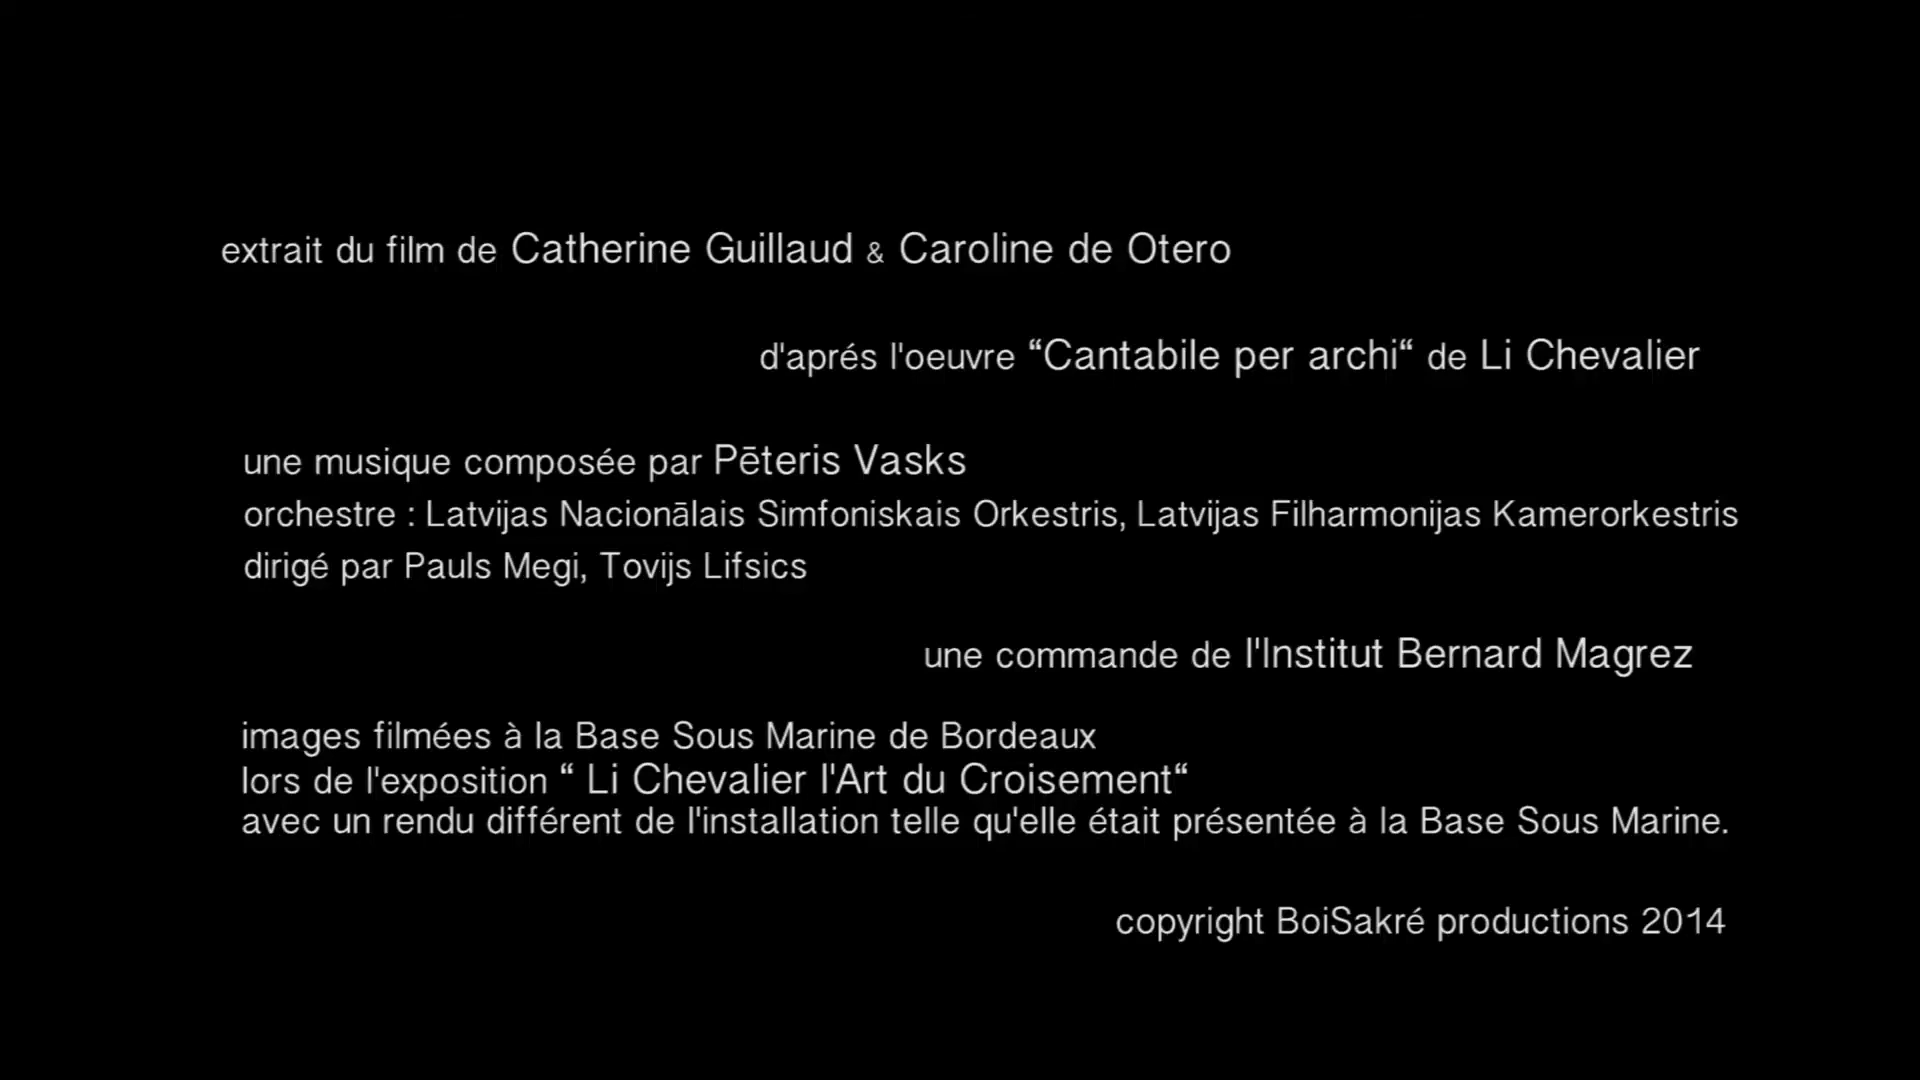 extrait du film de Catherine Guillaud & Caroline de Otero
d'aprés l'oeuvre “Cantabile per archi“ de Li Chevalier
une musique composée par Pēteris Vasks
orchestre : Latvijas Nacionālais Simfoniskais Orkestris, Latvijas Filharmonijas Kamerorkestris
dirigé par Pauls Megi, Tovijs Lifsics
une commande de l'Institut Bernard Magrez
images filmées à la Base Sous Marine de Bordeaux
lors de l'exposition “ Li Chevalier l'Art du Croisement“
avec un rendu différent de l'installation telle qu'elle était présentée à la Base Sous Marine.
copyright BoiSakré productions 2014